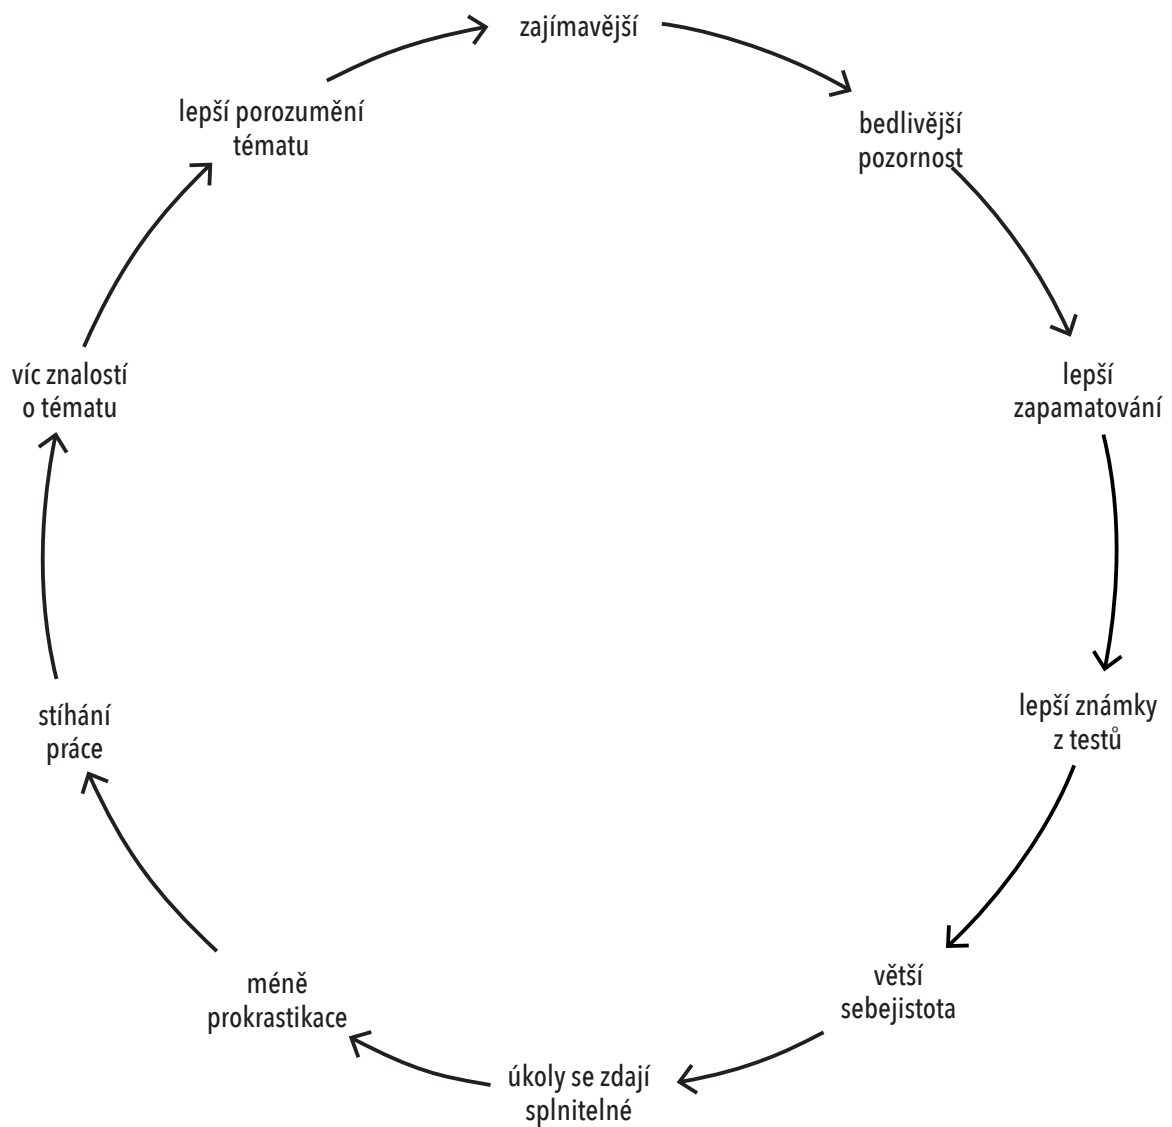 zajímavější
bedlivější
pozornost
lepší
zapamatování
lepší známky
z testů
větší
sebejistota
úkoly se zdají
splnitelné
méně
prokrastikace
stíhání
práce
víc znalostí
o tématu
lepší porozumění
tématu